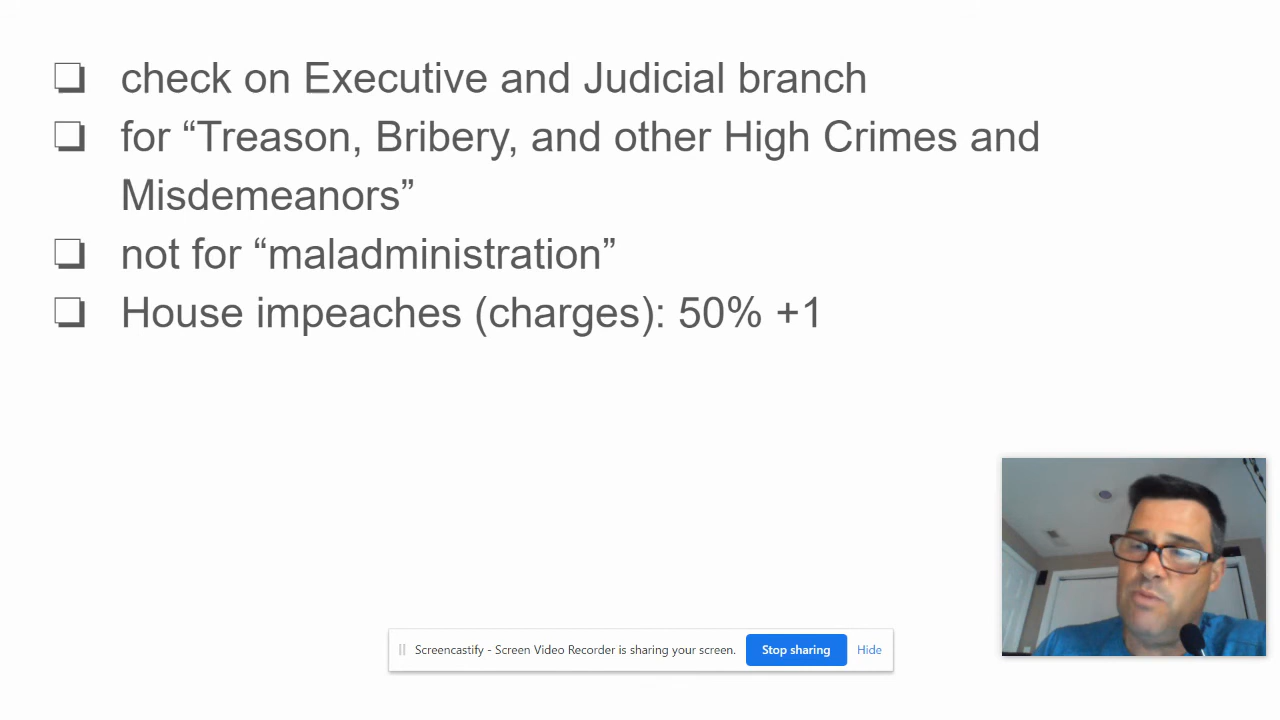 check on Executive and Judicial branch
for “Treason, Bribery, and other High Crimes and
Misdemeanors”
not for “maladministration”
House impeaches (charges): 50% +1
Screencastify - Screen Video Recorder is sharing your screen. Stop sharing Hide